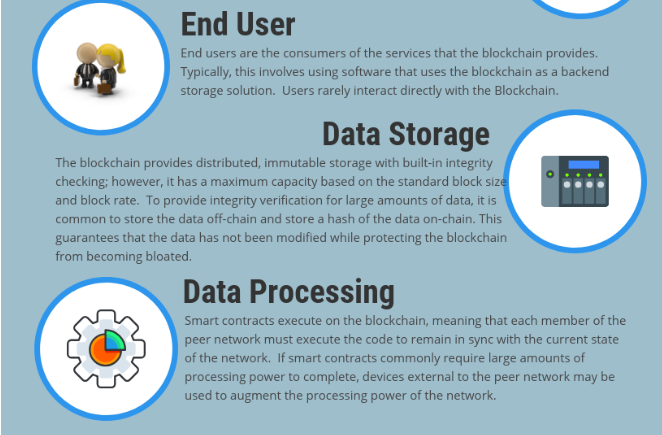 End User
End users are the consumers of the services that the blockchain provides.
Typically, this involves using software that uses the blockchain as a backend
storage solution.  Users rarely interact directly with the Blockchain.
Data Storage
The blockchain provides distributed, immutable storage with built-in integrity
checking; however, it has a maximum capacity based on the standard block size
and block rate.  To provide integrity verification for large amounts of data, it is
common to store the data off-chain and store a hash of the data on-chain. This
guarantees that the data has not been modified while protecting the blockchain
from becoming bloated.
Data Processing
Smart contracts execute on the blockchain, meaning that each member of the
peer network must execute the code to remain in sync with the current state
of the network.  If smart contracts commonly require large amounts of
processing power to complete, devices external to the peer network may be
used to augment the processing power of the network.